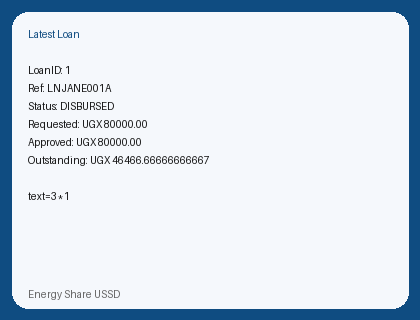 Latest Loan
LoanID: 1
Ref: LNJANE001A
Status: DISBURSED
Requested: UGX 80000.00
Approved: UGX 80000.00
Outstanding: UGX 46466.66666666667
text=3*1
Energy Share USSD